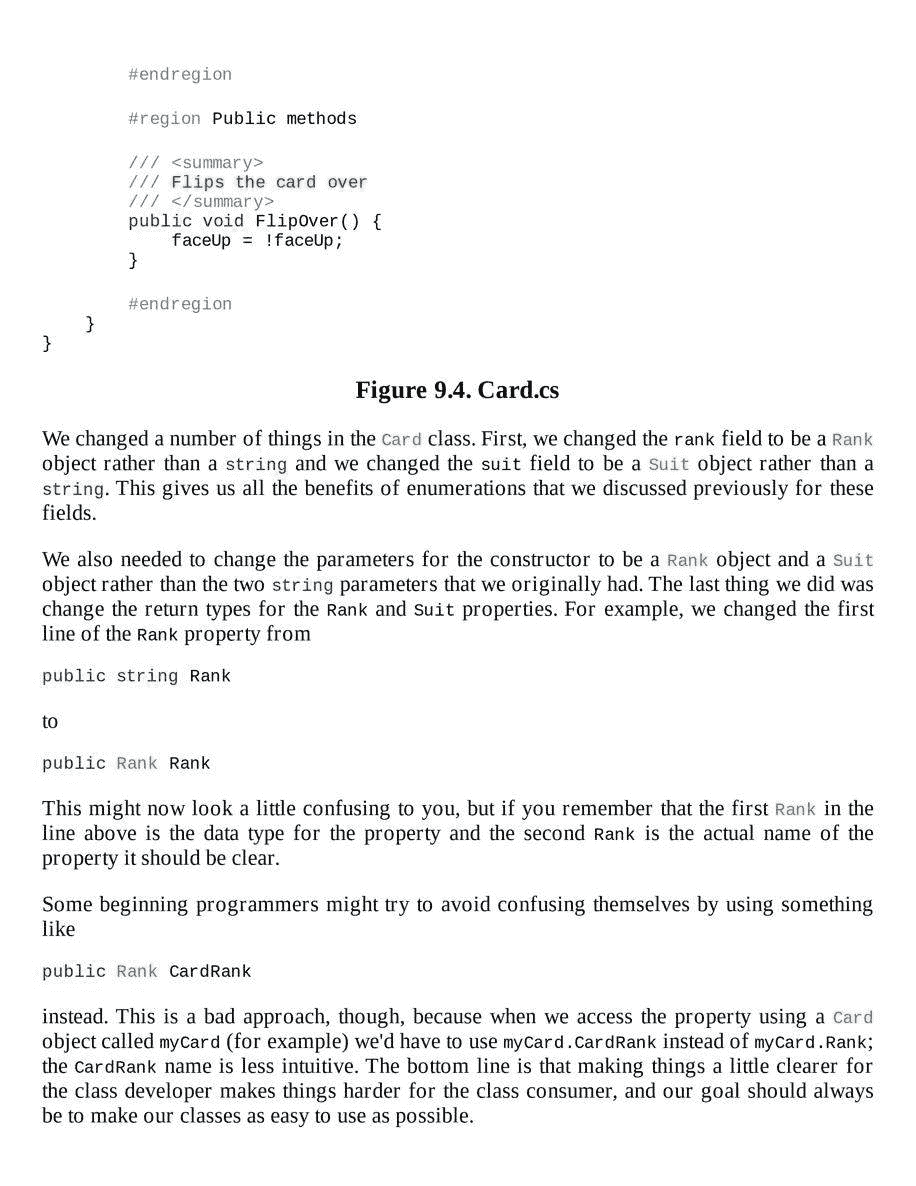 #endregion
#region Public methods
/// <summary>
/// Flips the card over
/// </summary>
public void FlipOver() {
faceUp = !faceUp;
}
#endregion
}
}
Figure 9.4. Card.cs
We changed a number of things in the Card class. First, we changed the rank field to be a Rank
object rather than a string and we changed the suit field to be a Suit object rather than a
string. This gives us all the benefits of enumerations that we discussed previously for these
fields.
We also needed to change the parameters for the constructor to be a Rank object and a Suit
object rather than the two string parameters that we originally had. The last thing we did was
change the return types for the Rank and Suit properties. For example, we changed the first
line of the Rank property from
public string Rank
to
public Rank Rank
This might now look a little confusing to you, but if you remember that the first Rank in the
line above is the data type for the property and the second Rank is the actual name of the
property it should be clear.
Some beginning programmers might try to avoid confusing themselves by using something
like
public Rank CardRank
instead. This is a bad approach, though, because when we access the property using a Card
object called myCard (for example) we'd have to use myCard.CardRank instead of myCard.Rank;
the CardRank name is less intuitive. The bottom line is that making things a little clearer for
the class developer makes things harder for the class consumer, and our goal should always
be to make our classes as easy to use as possible.